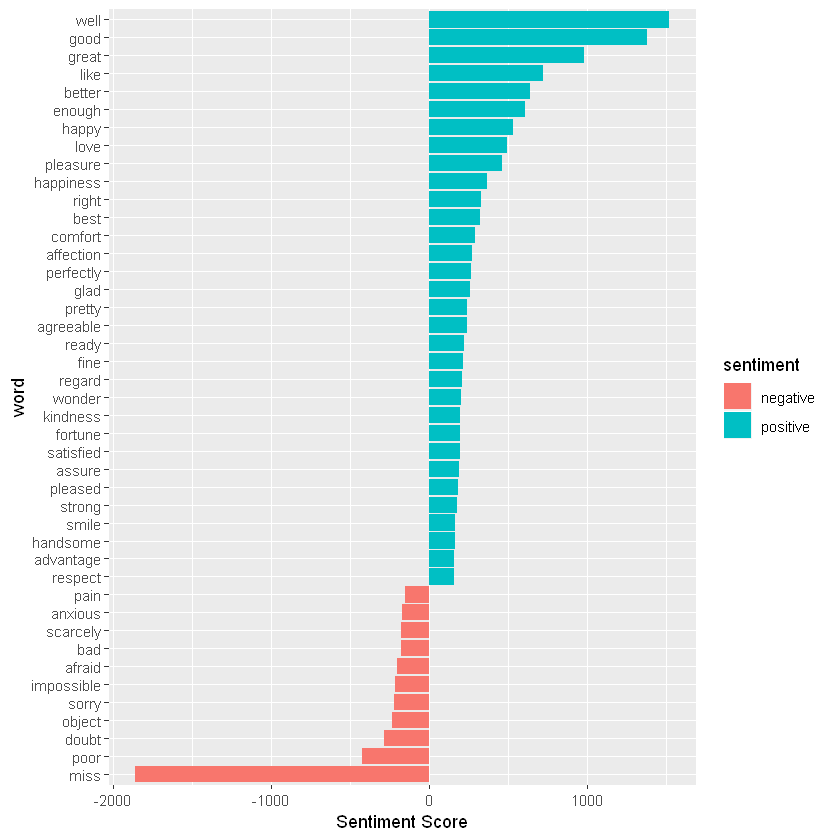 well
good
great
like
better
enough
happy
love
pleasure
happiness
right
best
comfort
affection
perfectly
glad
pretty
agreeable
ready
fine
regard
wonder
kindness
fortune
satisfied
assure
pleased
strong
smile
handsome
advantage
respect
pain
anxious
scarcely
bad
afraid
impossible
sorry
object
doubt
poor
miss
word
-2000 -1000 0 1000
Sentiment Score
sentiment
negative
positive